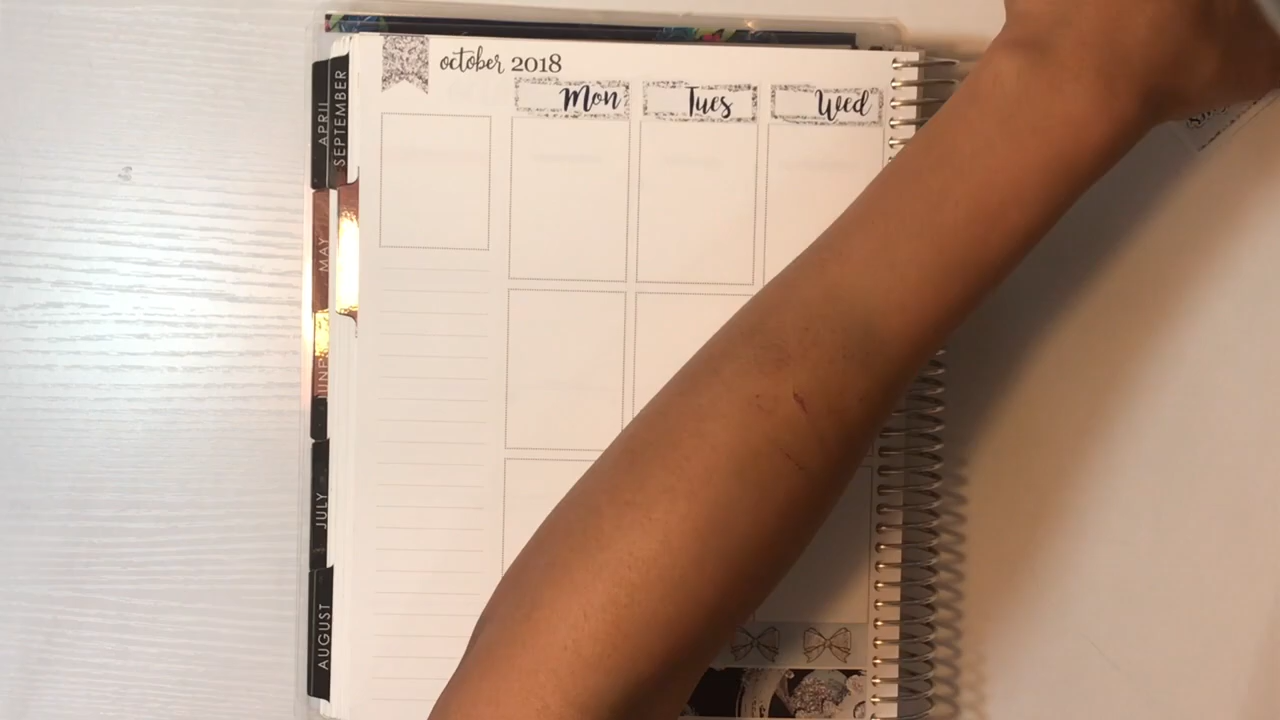 october 2018
Mon Tues Wed
APRIL
SEPTEMBER
MAY
JUNE
JULY
AUGUST